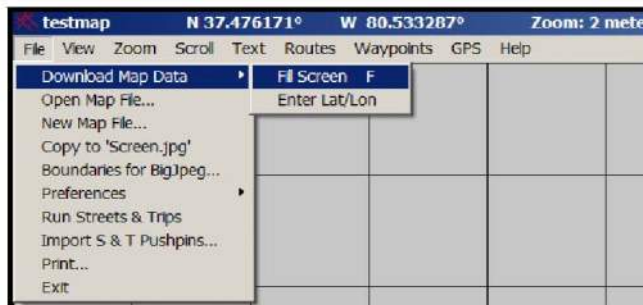 testmap N 37.476171° W 80.533287° Zoom: 2 mete
File View Zoom Scroll Text Routes Waypoints GPS Help
Download Map Data
Fill Screen F
Open Map File...
Enter Lat/Lon
New Map File...
Copy to 'Screen.jpg'
Boundaries for BigJpeg...
Preferences
Run Streets & Trips
Import S & T Pushpins...
Print...
Exit